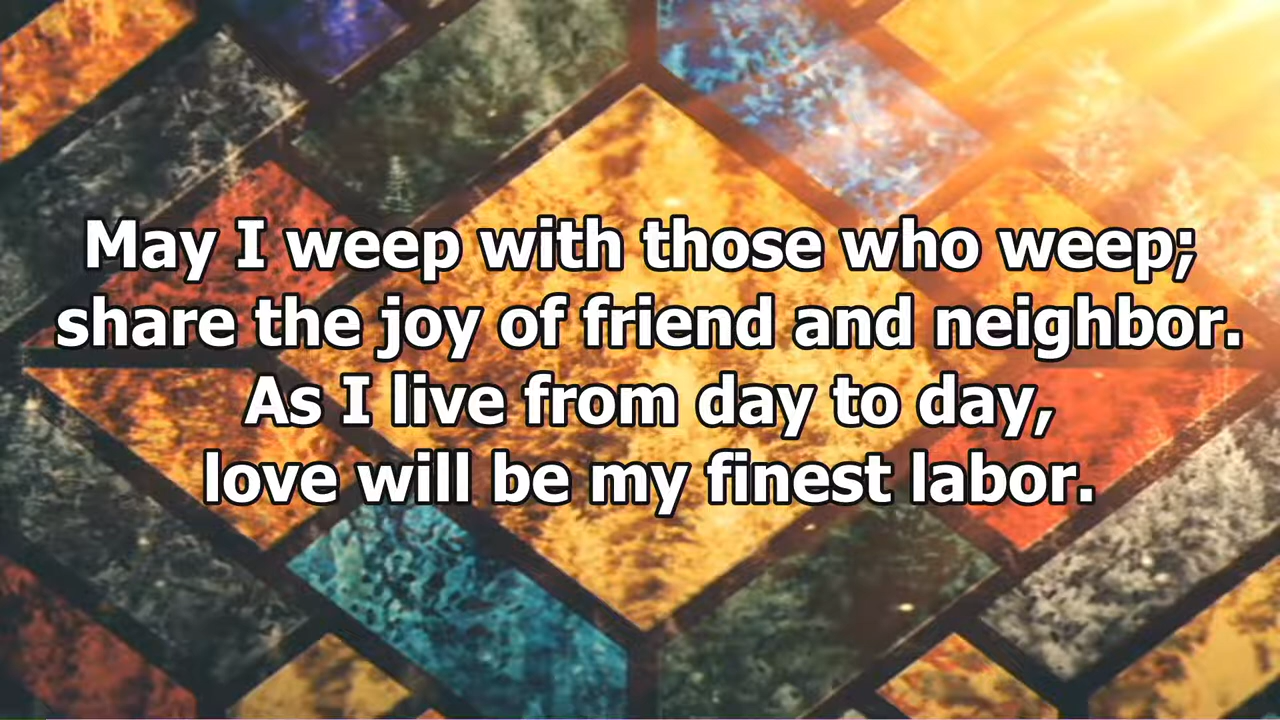 May I weep with those who weep;
share the joy of friend and neighbor.
As I live from day to day,
love will be my finest labor.